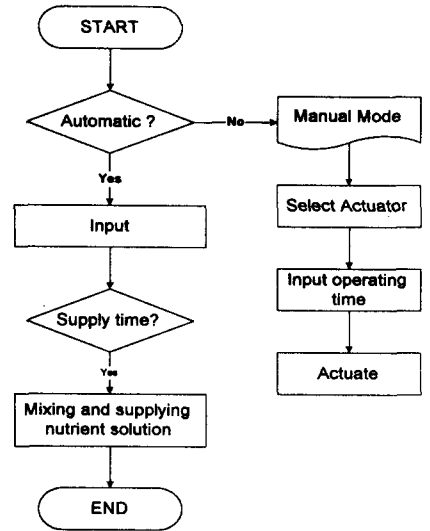 START
Automatic ?
No
Manual Mode
Yes
Select Actuator
Input
Input operating
time
Supply time?
Yes
Actuate
Mixing and supplying
nutrient solution
END